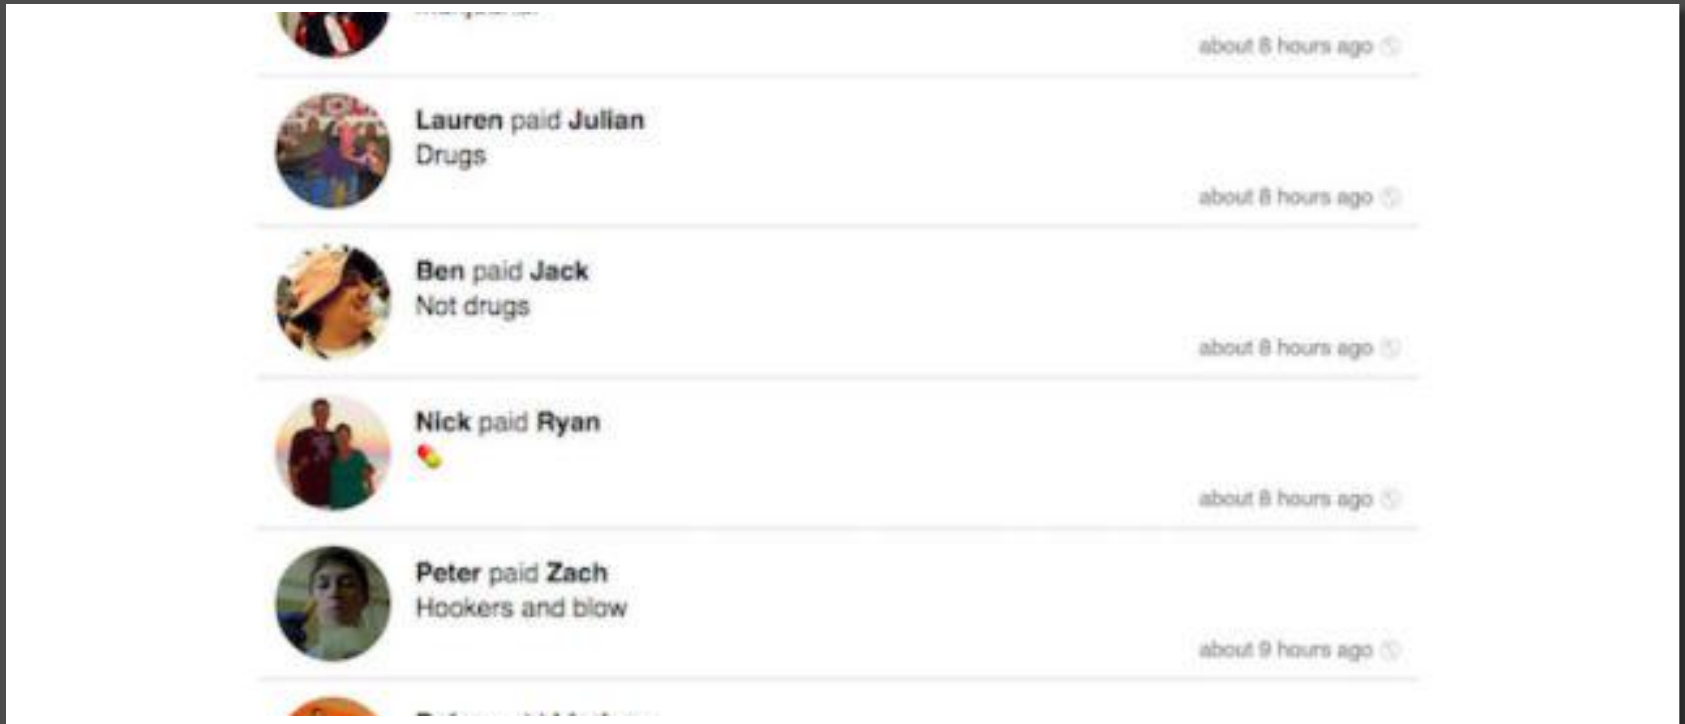 about 8 hours ago
Lauren paid Julian
Drugs
about 8 hours ago
Ben paid Jack
Not drugs
about 8 hours ago
Nick paid Ryan
💊
about 8 hours ago
Peter paid Zach
Hookers and blow
about 9 hours ago